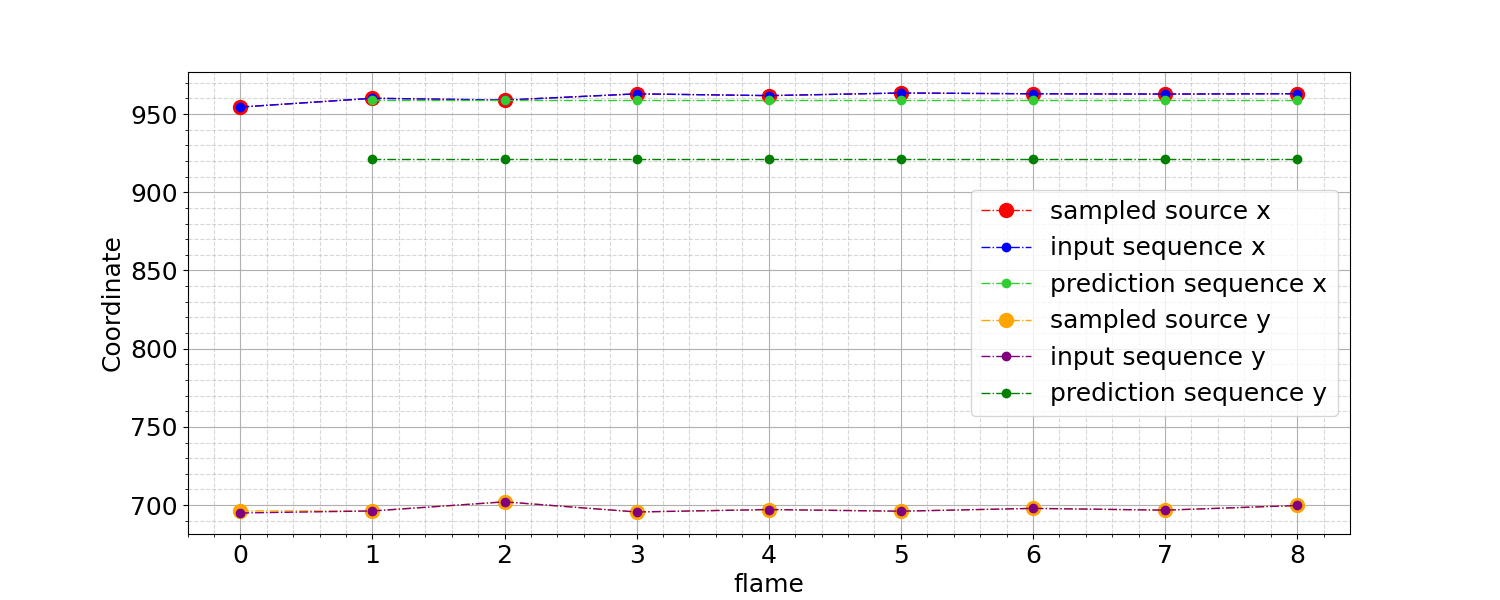 950
900
850
800
750
700
Coordinate
0 1 2 3 4 5 6 7 8
flame
sampled source x
input sequence x
prediction sequence x
sampled source y
input sequence y
prediction sequence y